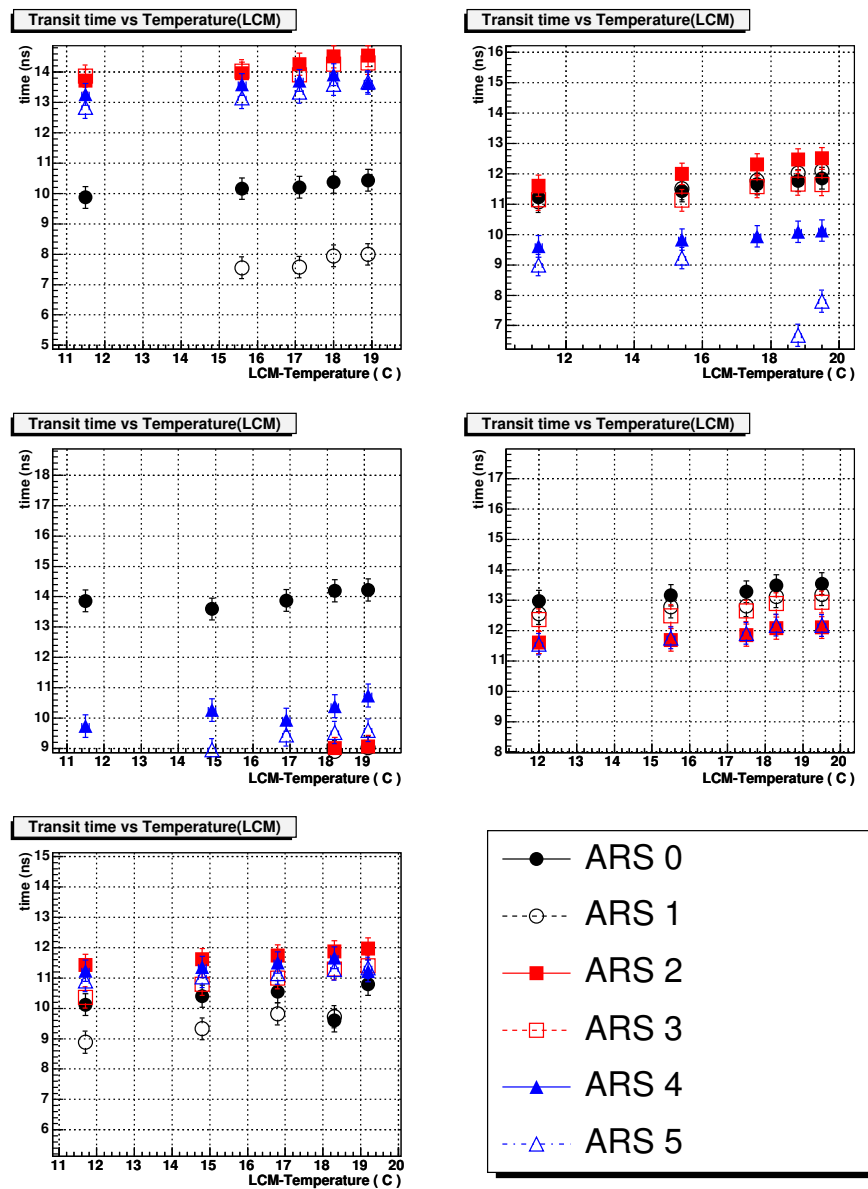 Transit time vs Temperature(LCM)
time (ns)
14
13
12
11
10
9
8
7
6
5
11 12 13 14 15 16 17 18 19
LCM-Temperature ( C )
Transit time vs Temperature(LCM)
time (ns)
16
15
14
13
12
11
10
9
8
7
12 14 16 18 20
LCM-Temperature ( C )
Transit time vs Temperature(LCM)
time (ns)
18
17
16
15
14
13
12
11
10
9
11 12 13 14 15 16 17 18 19
LCM-Temperature ( C )
Transit time vs Temperature(LCM)
time (ns)
17
16
15
14
13
12
11
10
9
8
12 13 14 15 16 17 18 19 20
LCM-Temperature ( C )
Transit time vs Temperature(LCM)
time (ns)
15
14
13
12
11
10
9
8
7
6
11 12 13 14 15 16 17 18 19 20
LCM-Temperature ( C )
ARS 0
ARS 1
ARS 2
ARS 3
ARS 4
ARS 5